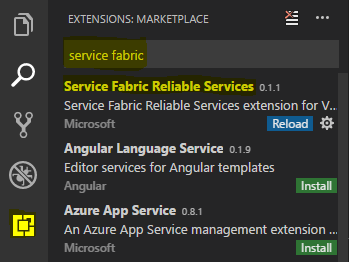 EXTENSIONS: MARKETPLACE
service fabric
Service Fabric Reliable Services 0.1.1
Service Fabric Reliable Services extension for V...
Microsoft Reload
Angular Language Service 0.1.9
Editor services for Angular templates
Angular Install
Azure App Service 0.8.1
An Azure App Service management extension ...
Microsoft Install